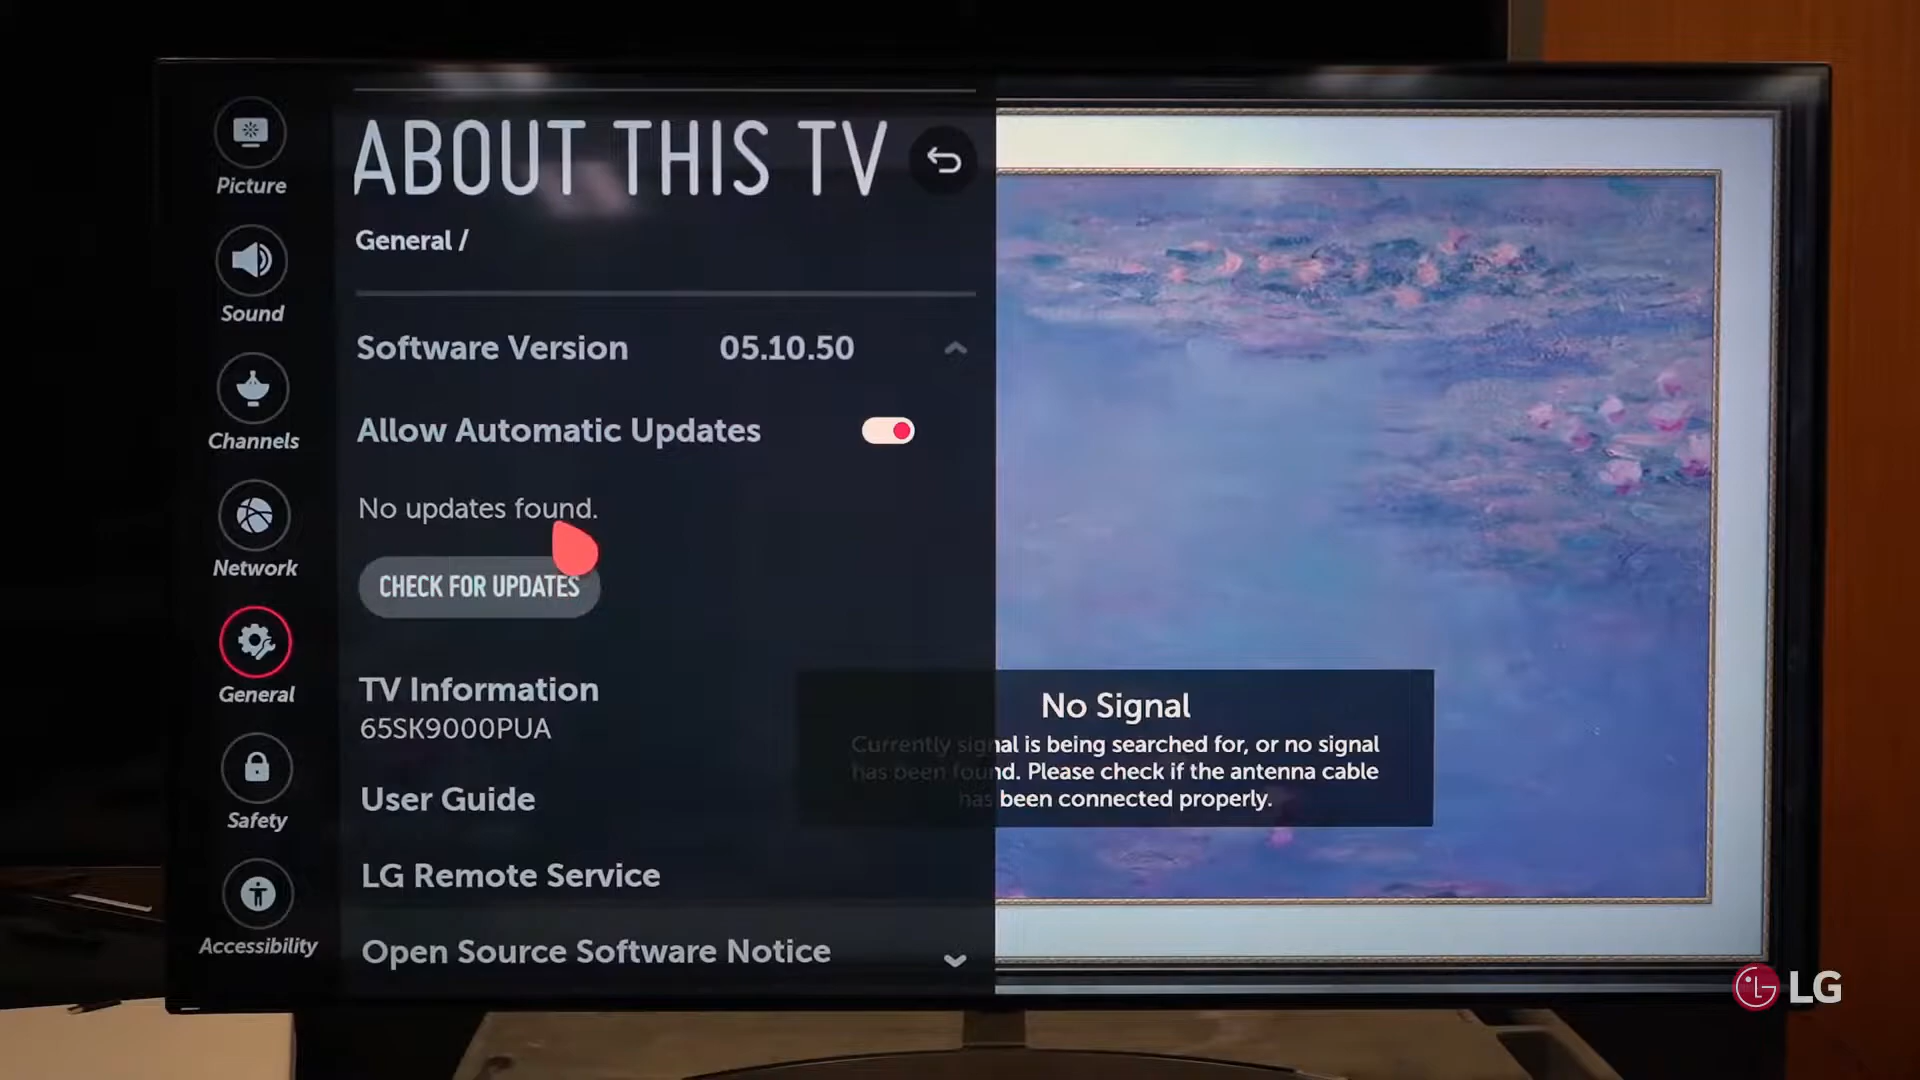 Picture
Sound
Channels
Network
General
Safety
Accessibility
ABOUT THIS TV
General /
Software Version 05.10.50
Allow Automatic Updates
No updates found.
CHECK FOR UPDATES
TV Information
65SK9000PUA
User Guide
LG Remote Service
Open Source Software Notice
No Signal
Currently signal is being searched for, or no signal
has been found. Please check if the antenna cable
has been connected properly.
LG